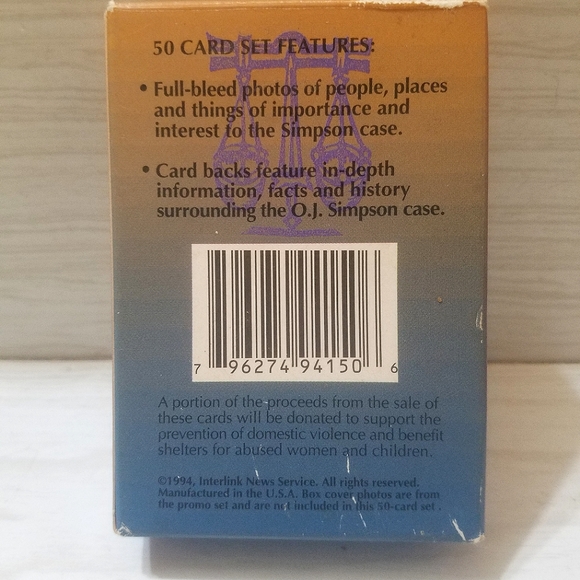 50 CARD SET FEATURES:
• Full-bleed photos of people, places
and things of importance and
interest to the Simpson case.
• Card backs feature in-depth
information, facts and history
surrounding the O.J. Simpson case.
7 96274 94150 6
A portion of the proceeds from the sale of
these cards will be donated to support the
prevention of domestic violence and benefit
shelters for abused women and children.
©1994, Interlink News Service. All rights reserved.
Manufactured in the U.S.A. Box cover photos are from
the promo set and are not included in this 50-card set .